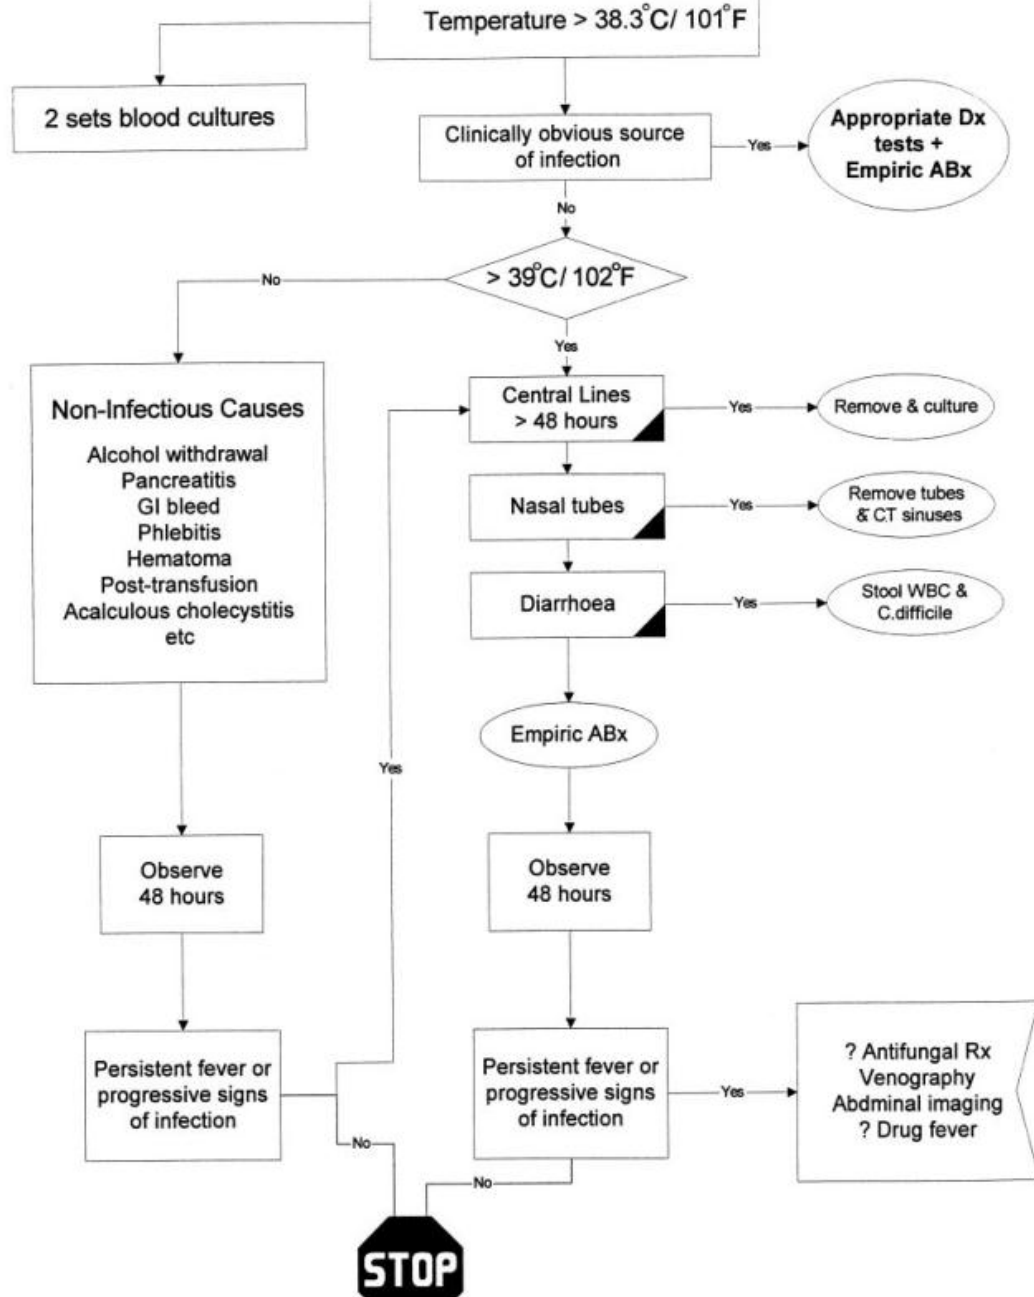 Temperature > 38.3°C/ 101°F
2 sets blood cultures
Clinically obvious source
of infection
Yes
Appropriate Dx
tests +
Empiric ABx
No
> 39°C/ 102°F
No
Yes
Non-Infectious Causes
Alcohol withdrawal
Pancreatitis
GI bleed
Phlebitis
Hematoma
Post-transfusion
Acalculous cholecystitis
etc
Central Lines
> 48 hours
Yes
Remove & culture
Nasal tubes
Yes
Remove tubes
& CT sinuses
Diarrhoea
Yes
Stool WBC &
C.difficile
Empiric ABx
Yes
Observe
48 hours
Observe
48 hours
Persistent fever or
progressive signs
of infection
No
Persistent fever or
progressive signs
of infection
Yes
No
? Antifungal Rx
Venography
Abdminal imaging
? Drug fever
STOP